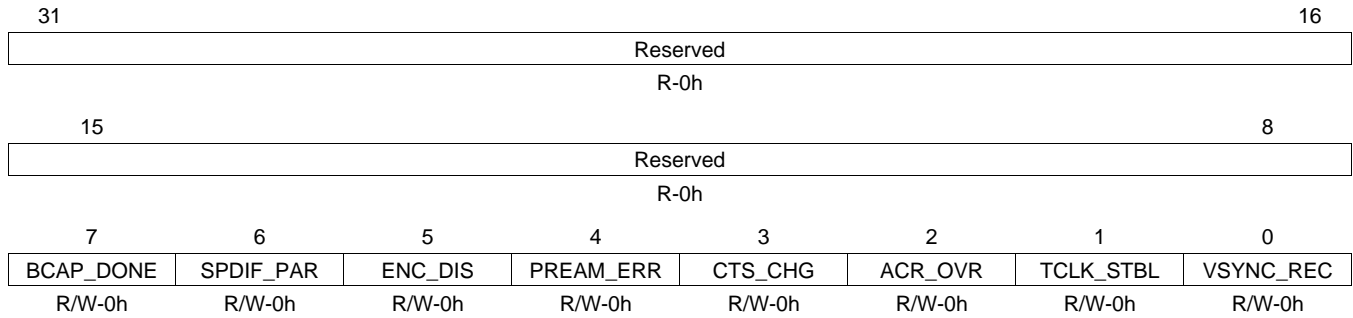 31 16
Reserved
R-0h
15 8
Reserved
R-0h
7 6 5 4 3 2 1 0
BCAP_DONE SPDIF_PAR ENC_DIS PREAM_ERR CTS_CHG ACR_OVR TCLK_STBL VSYNC_REC
R/W-0h R/W-0h R/W-0h R/W-0h R/W-0h R/W-0h R/W-0h R/W-0h